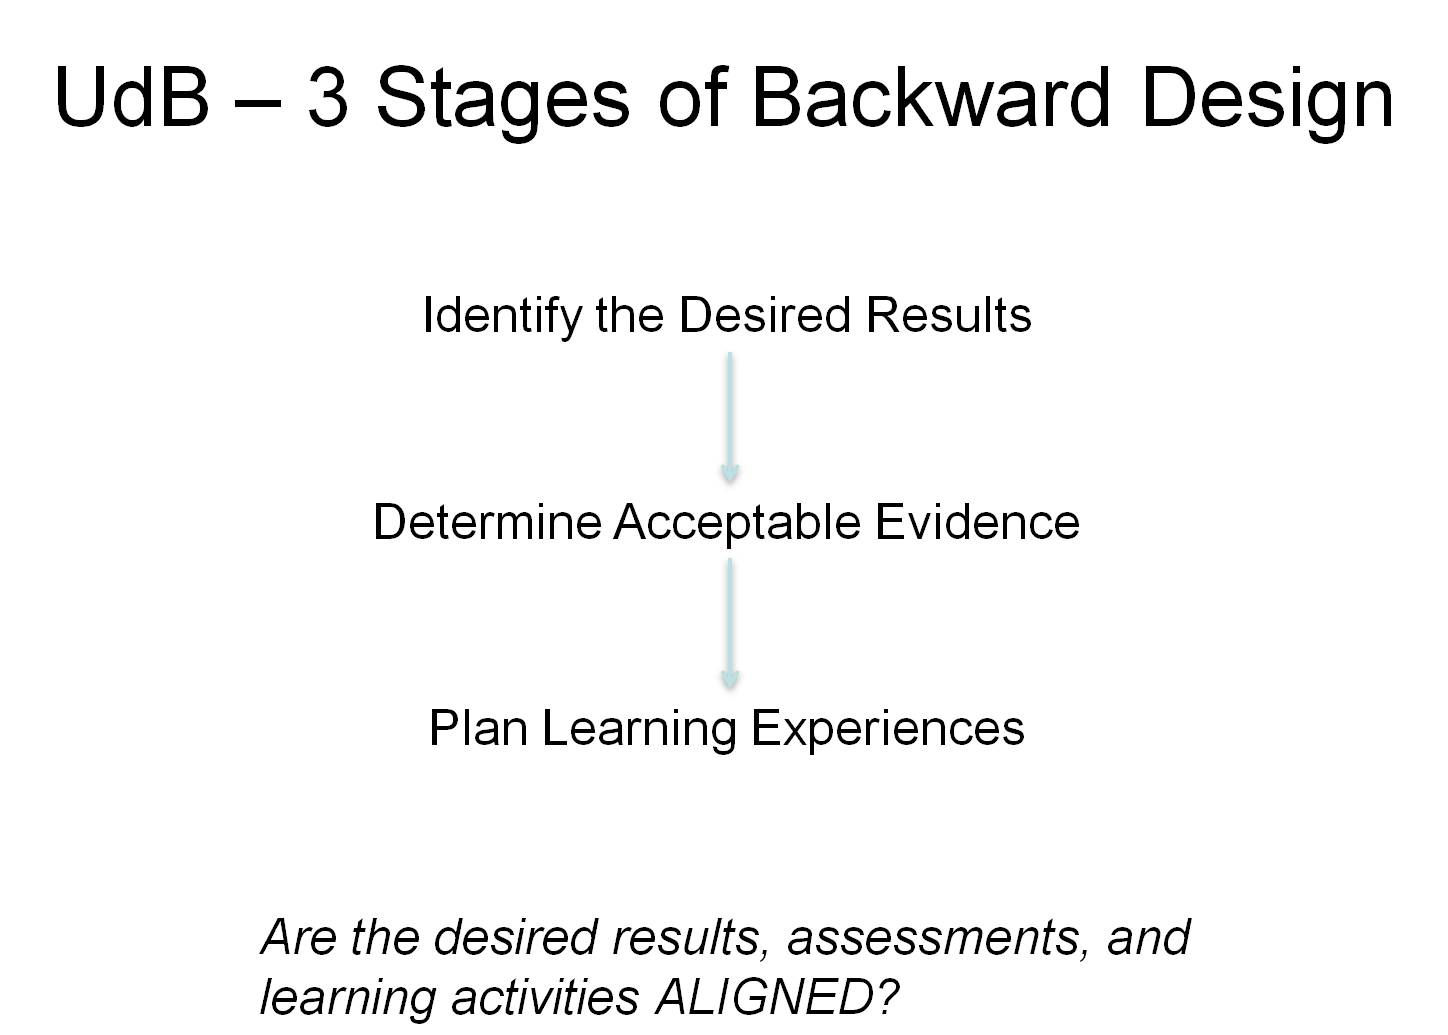 UdB – 3 Stages of Backward Design
Identify the Desired Results
Determine Acceptable Evidence
Plan Learning Experiences
Are the desired results, assessments, and
learning activities ALIGNED?